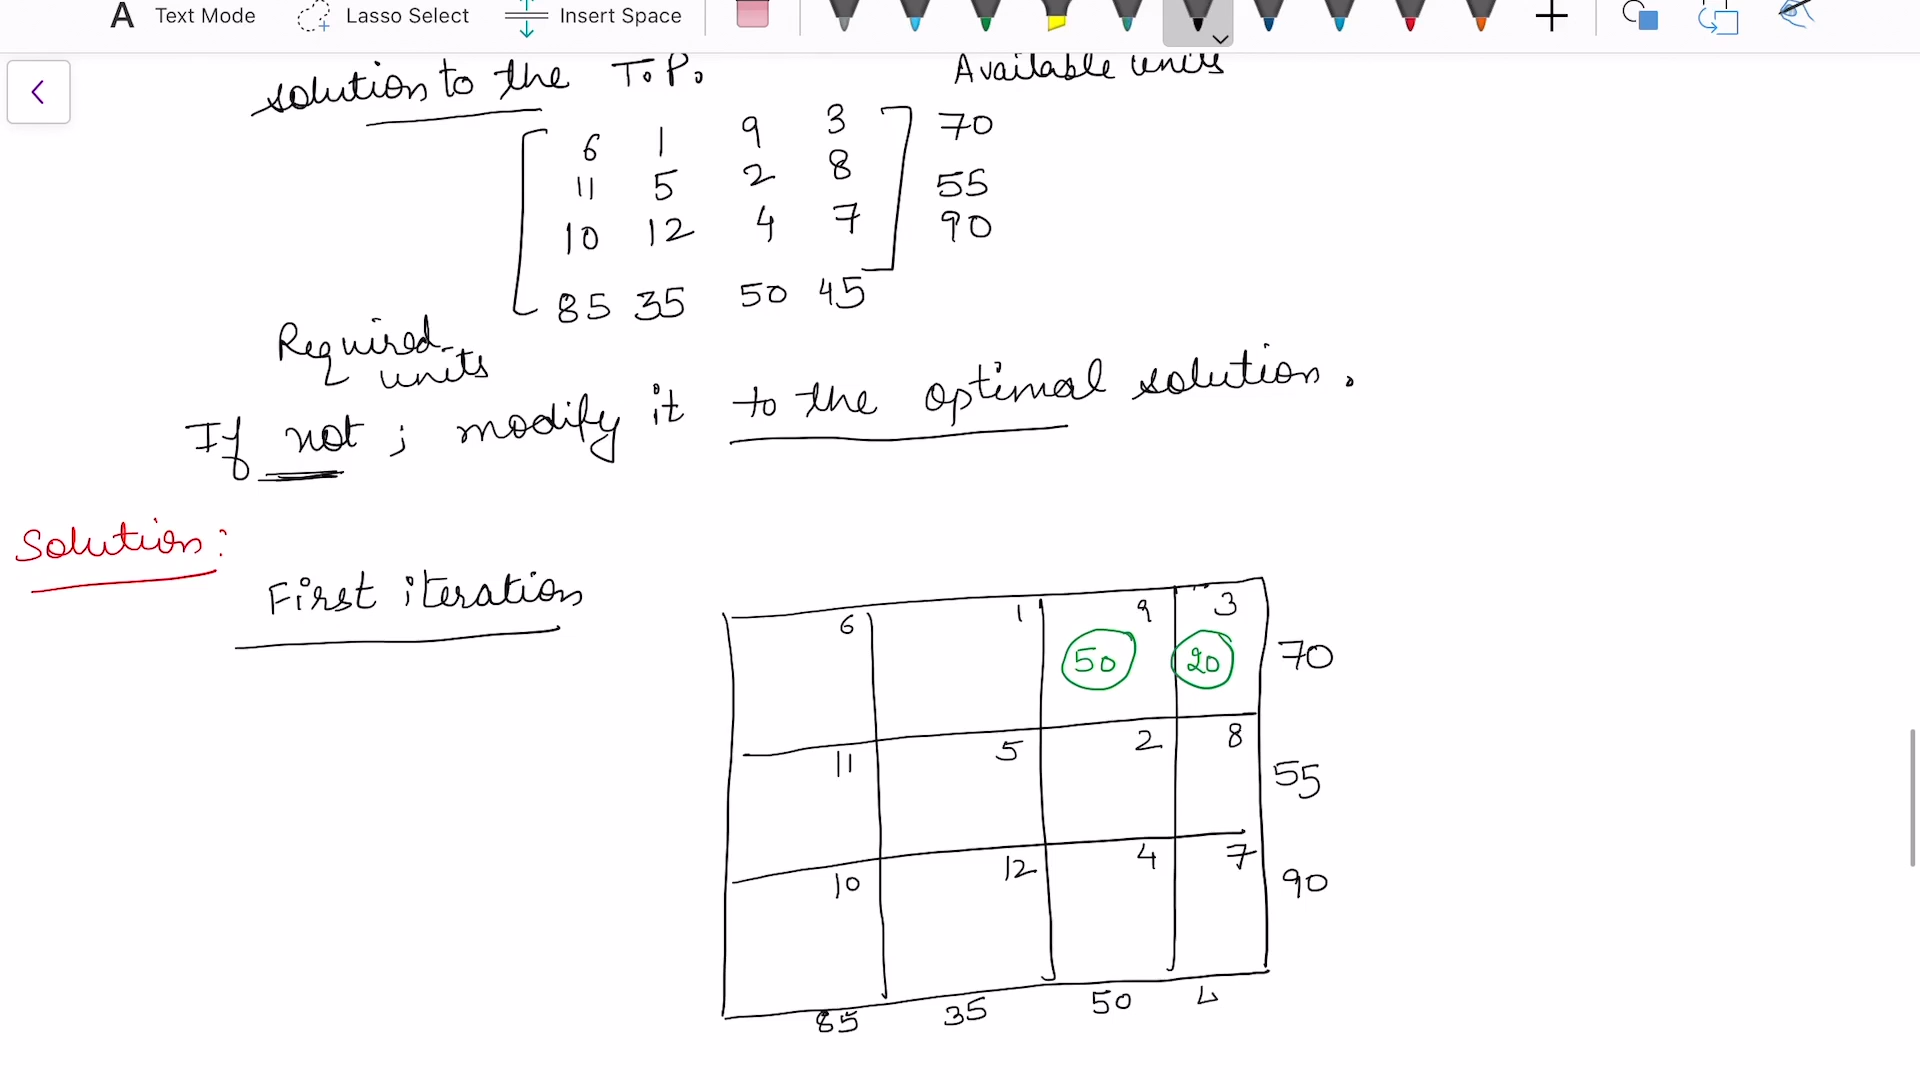 A Text Mode Lasso Select Insert Space
solution to the T.P. Available units
6 1 9 3 70
11 5 2 8 55
10 12 4 7 90
85 35 50 45
Required
units
If not ; modify it to the optimal solution.
Solution:
First iteration
6 1 9 3
50 20 70
11 5 2 8
55
10 12 4 7
90
85 35 50